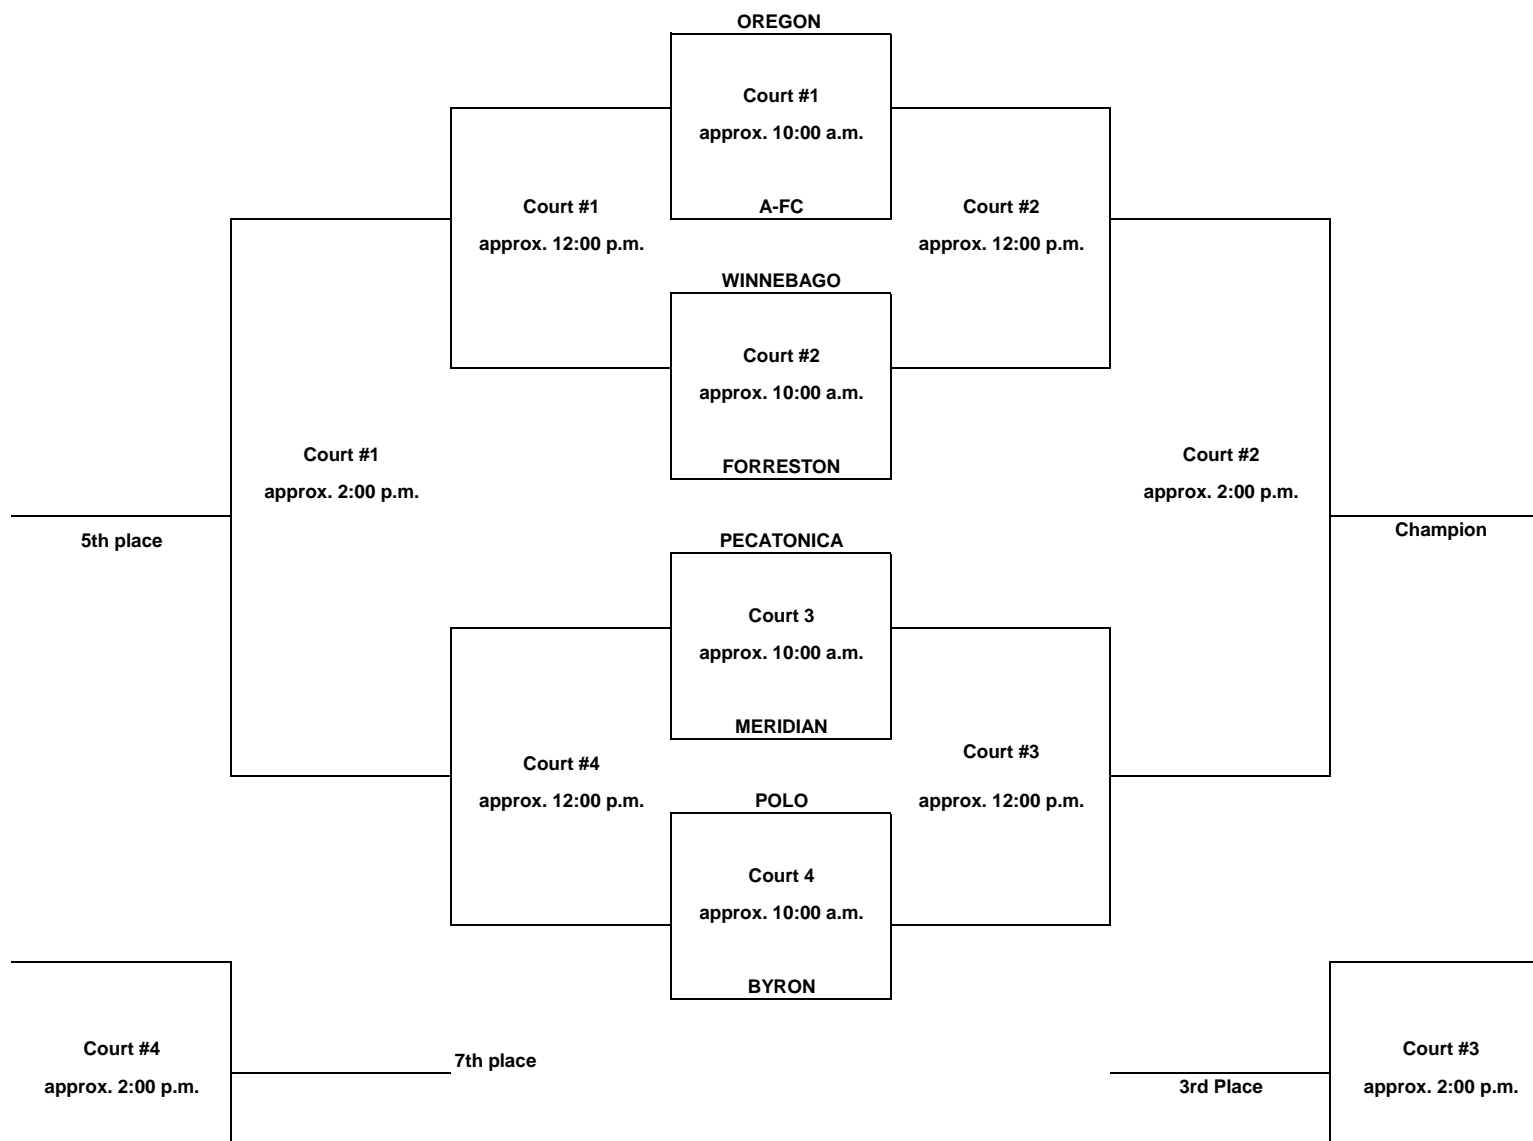 OREGON
Court #1
approx. 10:00 a.m.
Court #1
A-FC
Court #2
approx. 12:00 p.m.
approx. 12:00 p.m.
WINNEBAGO
Court #2
approx. 10:00 a.m.
Court #1
FORRESTON
Court #2
approx. 2:00 p.m.
approx. 2:00 p.m.
5th place
PECATONICA
Champion
Court 3
approx. 10:00 a.m.
MERIDIAN
Court #4
Court #3
approx. 12:00 p.m.
POLO
approx. 12:00 p.m.
Court 4
approx. 10:00 a.m.
BYRON
Court #4
7th place
Court #3
approx. 2:00 p.m.
3rd Place
approx. 2:00 p.m.